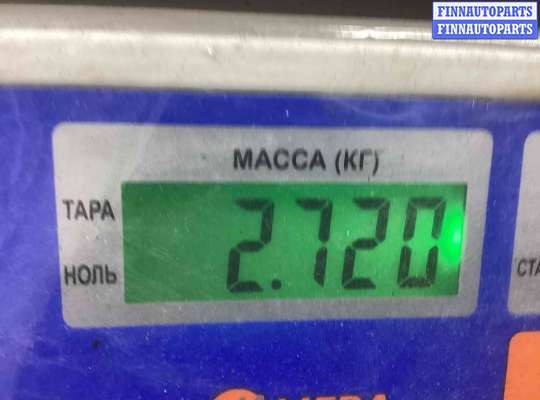 FINNAUTOPARTS
FINNAUTOPARTS
МАССА (КГ)
ТАРА
2.720
НОЛЬ